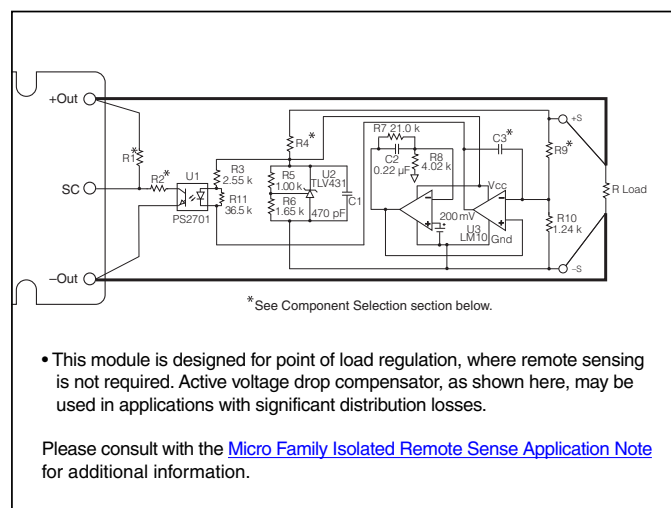 +Out
SC
–Out
R1*
R2*
U1
PS2701
R3
2.55 k
R11
36.5 k
R4*
R5
1.00 k
R6
1.65 k
U2
TLV431
C1
470 pF
R7 21.0 k
C2
0.22 µF
R8
4.02 k
C3*
Vcc
200 mV
U3
LM10
Gnd
R9*
R10
1.24 k
+S
–S
R Load
*See Component Selection section below.
• This module is designed for point of load regulation, where remote sensing
is not required. Active voltage drop compensator, as shown here, may be
used in applications with significant distribution losses.
Please consult with the Micro Family Isolated Remote Sense Application Note
for additional information.